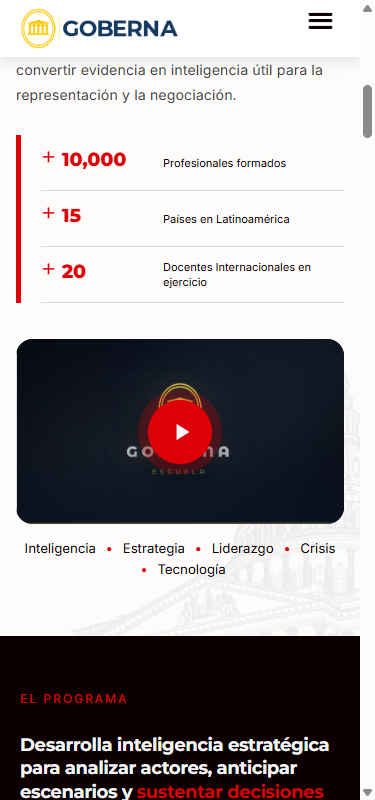 GOBERNA
convertir evidencia en inteligencia útil para la
representación y la negociación.
+ 10,000 Profesionales formados
+ 15 Países en Latinoamérica
+ 20 Docentes Internacionales en
ejercicio
ESCUELA
Inteligencia • Estrategia • Liderazgo • Crisis
• Tecnología
EL PROGRAMA
Desarrolla inteligencia estratégica
para analizar actores, anticipar
escenarios y sustentar decisiones